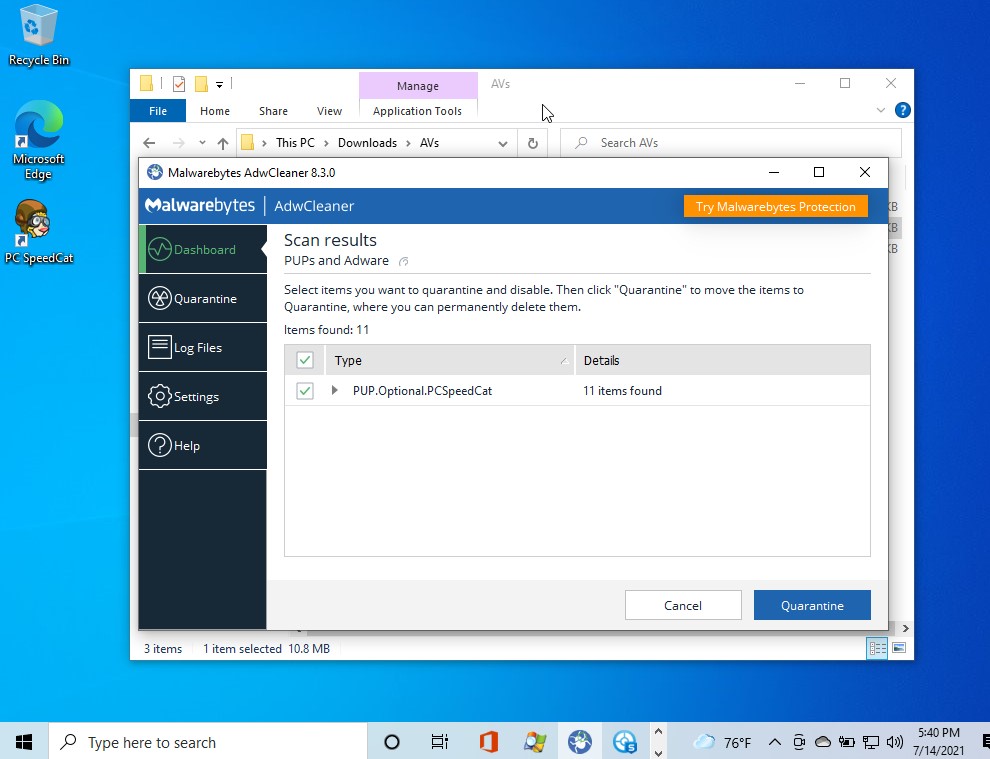 Recycle Bin
Microsoft
Edge
PC SpeedCat
Manage
AVs
File
Home
Share
View
Application Tools
?
This PC
Downloads
AVs
Search AVs
KB
KB
KB
Malwarebytes AdwCleaner 8.3.0
Malwarebytes | AdwCleaner
Try Malwarebytes Protection
Dashboard
Quarantine
Log Files
Settings
Help
Scan results
PUPs and Adware
Select items you want to quarantine and disable. Then click "Quarantine" to move the items to
Quarantine, where you can permanently delete them.
Items found: 11
Type
Details
PUP.Optional.PCSpeedCat
11 items found
Cancel
Quarantine
3 items
1 item selected 10.8 MB
Type here to search
76°F
5:40 PM
7/14/2021